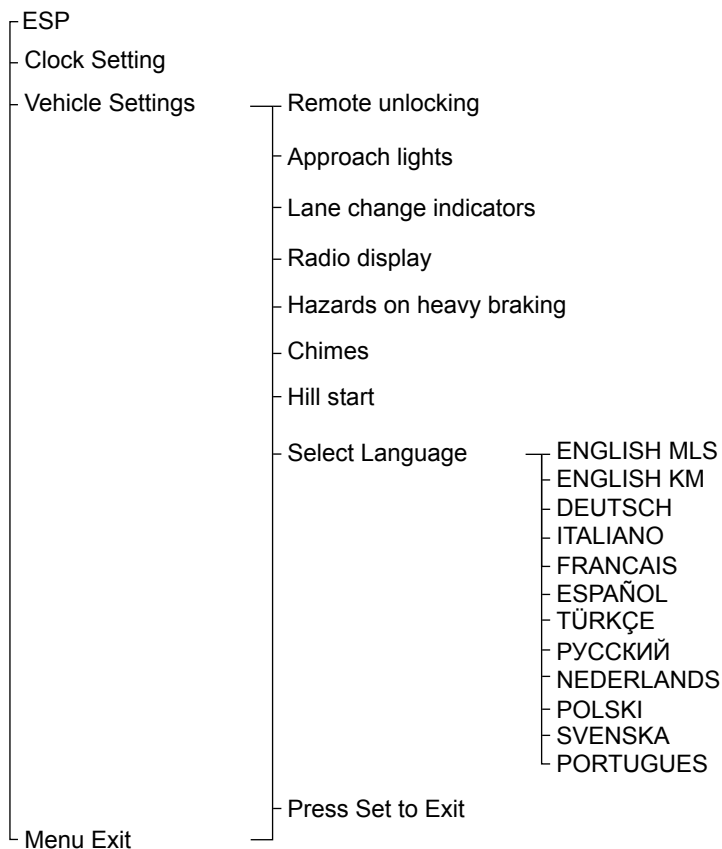 ESP
Clock Setting
Vehicle Settings
Remote unlocking
Approach lights
Lane change indicators
Radio display
Hazards on heavy braking
Chimes
Hill start
Select Language
ENGLISH MLS
ENGLISH KM
DEUTSCH
ITALIANO
FRANCAIS
ESPAÑOL
TÜRKÇE
РУССКИЙ
NEDERLANDS
POLSKI
SVENSKA
PORTUGUES
Press Set to Exit
Menu Exit